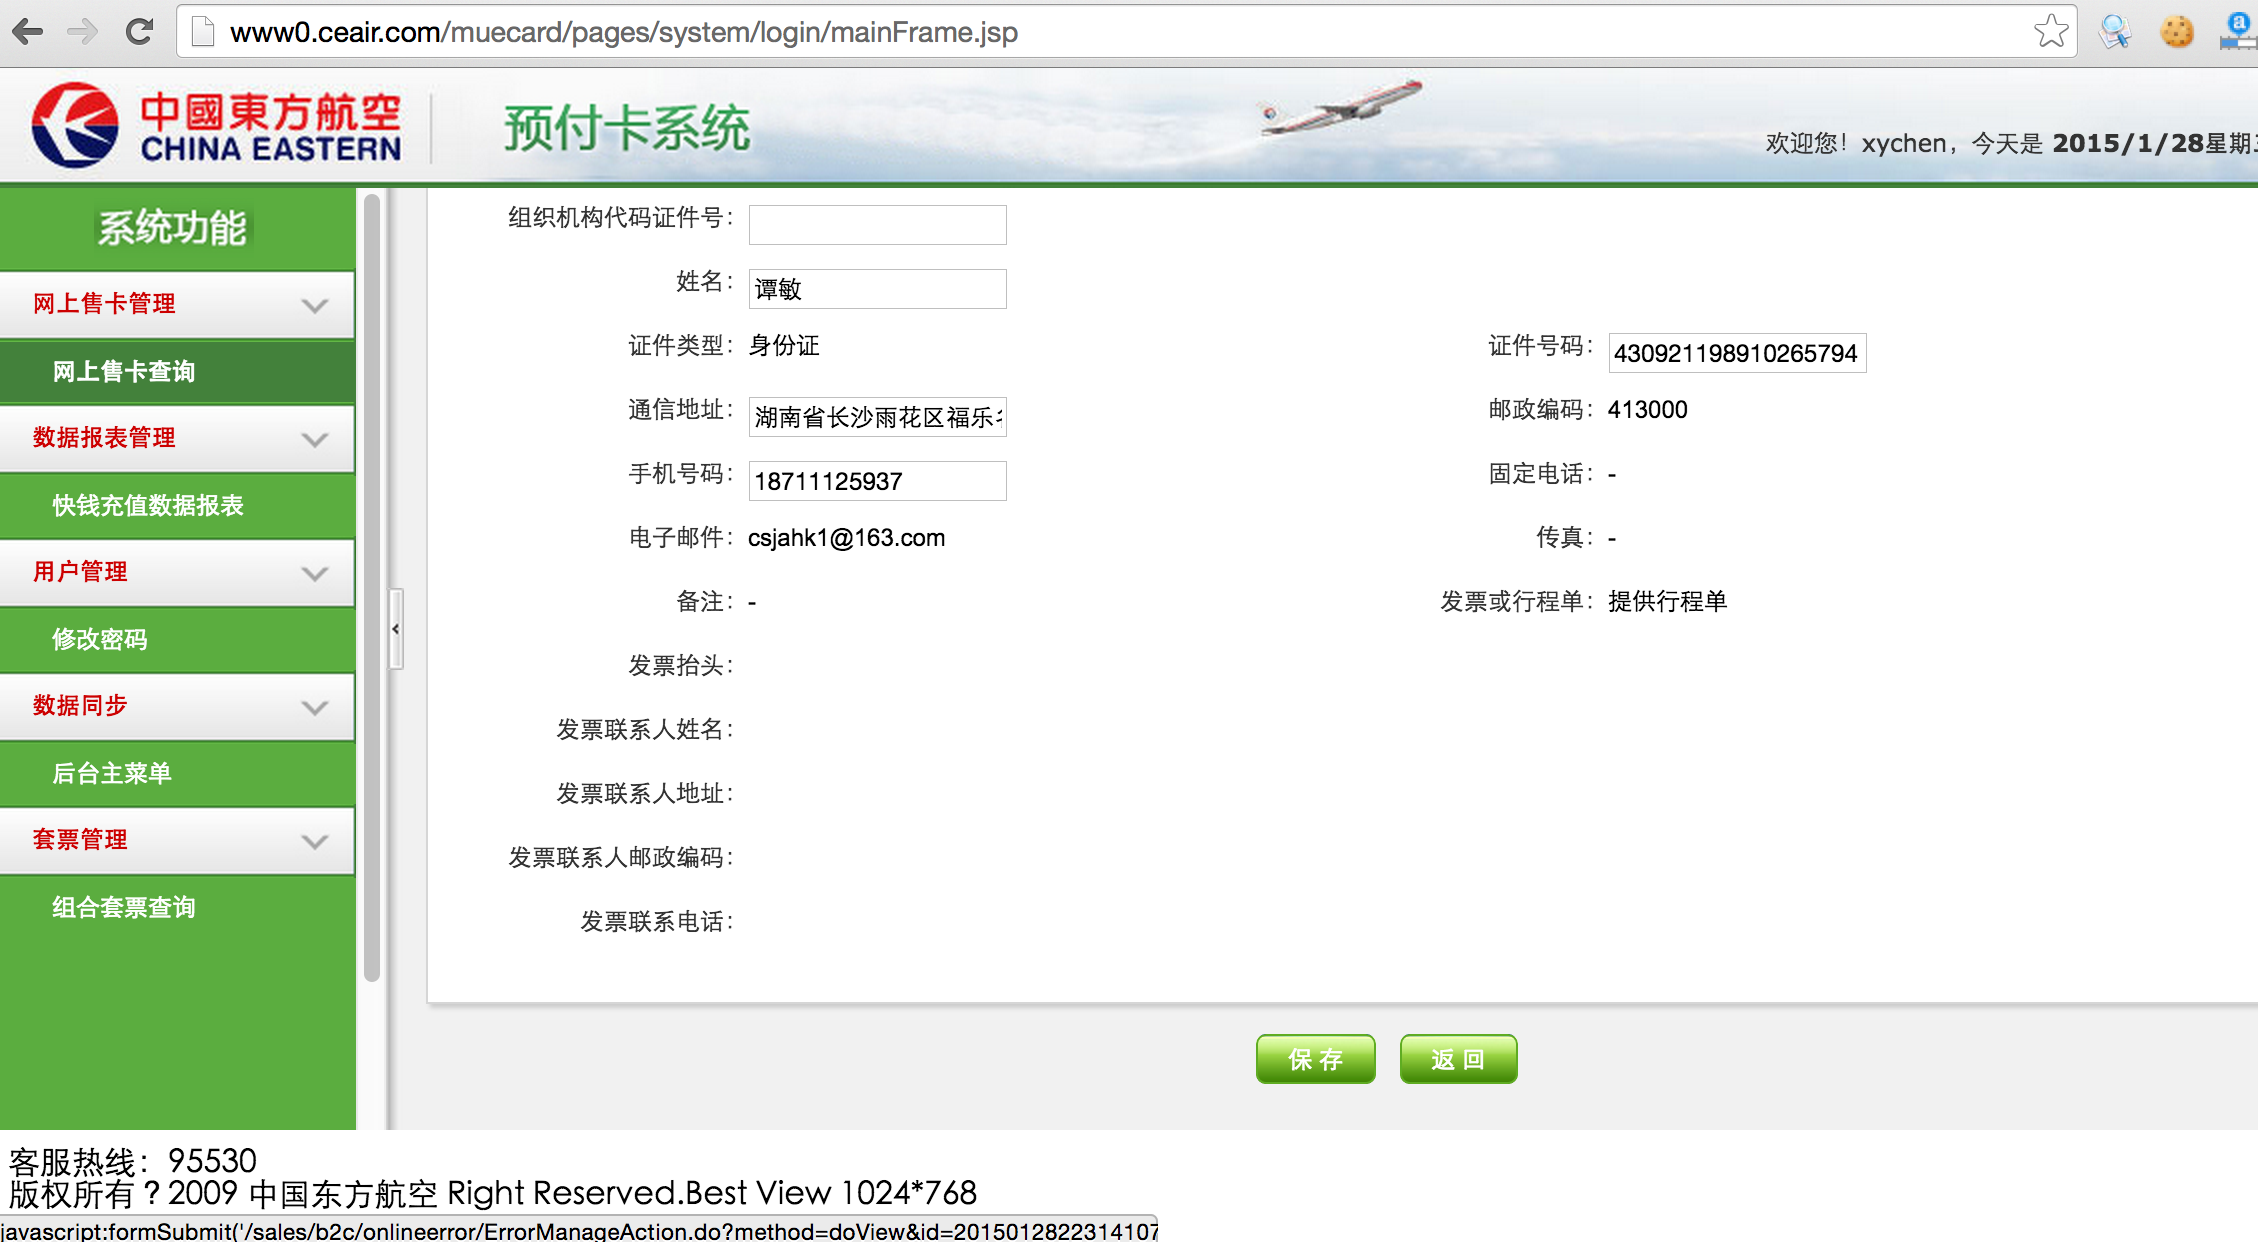 www0.ceair.com/muecard/pages/system/login/mainFrame.jsp
中國東方航空
CHINA EASTERN
预付卡系统
欢迎您！xychen，今天是 2015/1/28星期
系统功能
网上售卡管理
网上售卡查询
数据报表管理
快钱充值数据报表
用户管理
修改密码
数据同步
后台主菜单
套票管理
组合套票查询
组织机构代码证件号：
姓名：谭敏
证件类型：身份证 证件号码：430921198910265794
通信地址：湖南省长沙雨花区福乐 邮政编码：413000
手机号码：18711125937 固定电话：-
电子邮件：csjahk1@163.com 传真：-
备注：- 发票或行程单：提供行程单
发票抬头：
发票联系人姓名：
发票联系人地址：
发票联系人邮政编码：
发票联系电话：
保 存 返 回
客服热线：95530
版权所有？2009 中国东方航空 Right Reserved.Best View 1024*768
javascript:formSubmit('/sales/b2c/onlineerror/ErrorManageAction.do?method=doView&id=2015012822314107